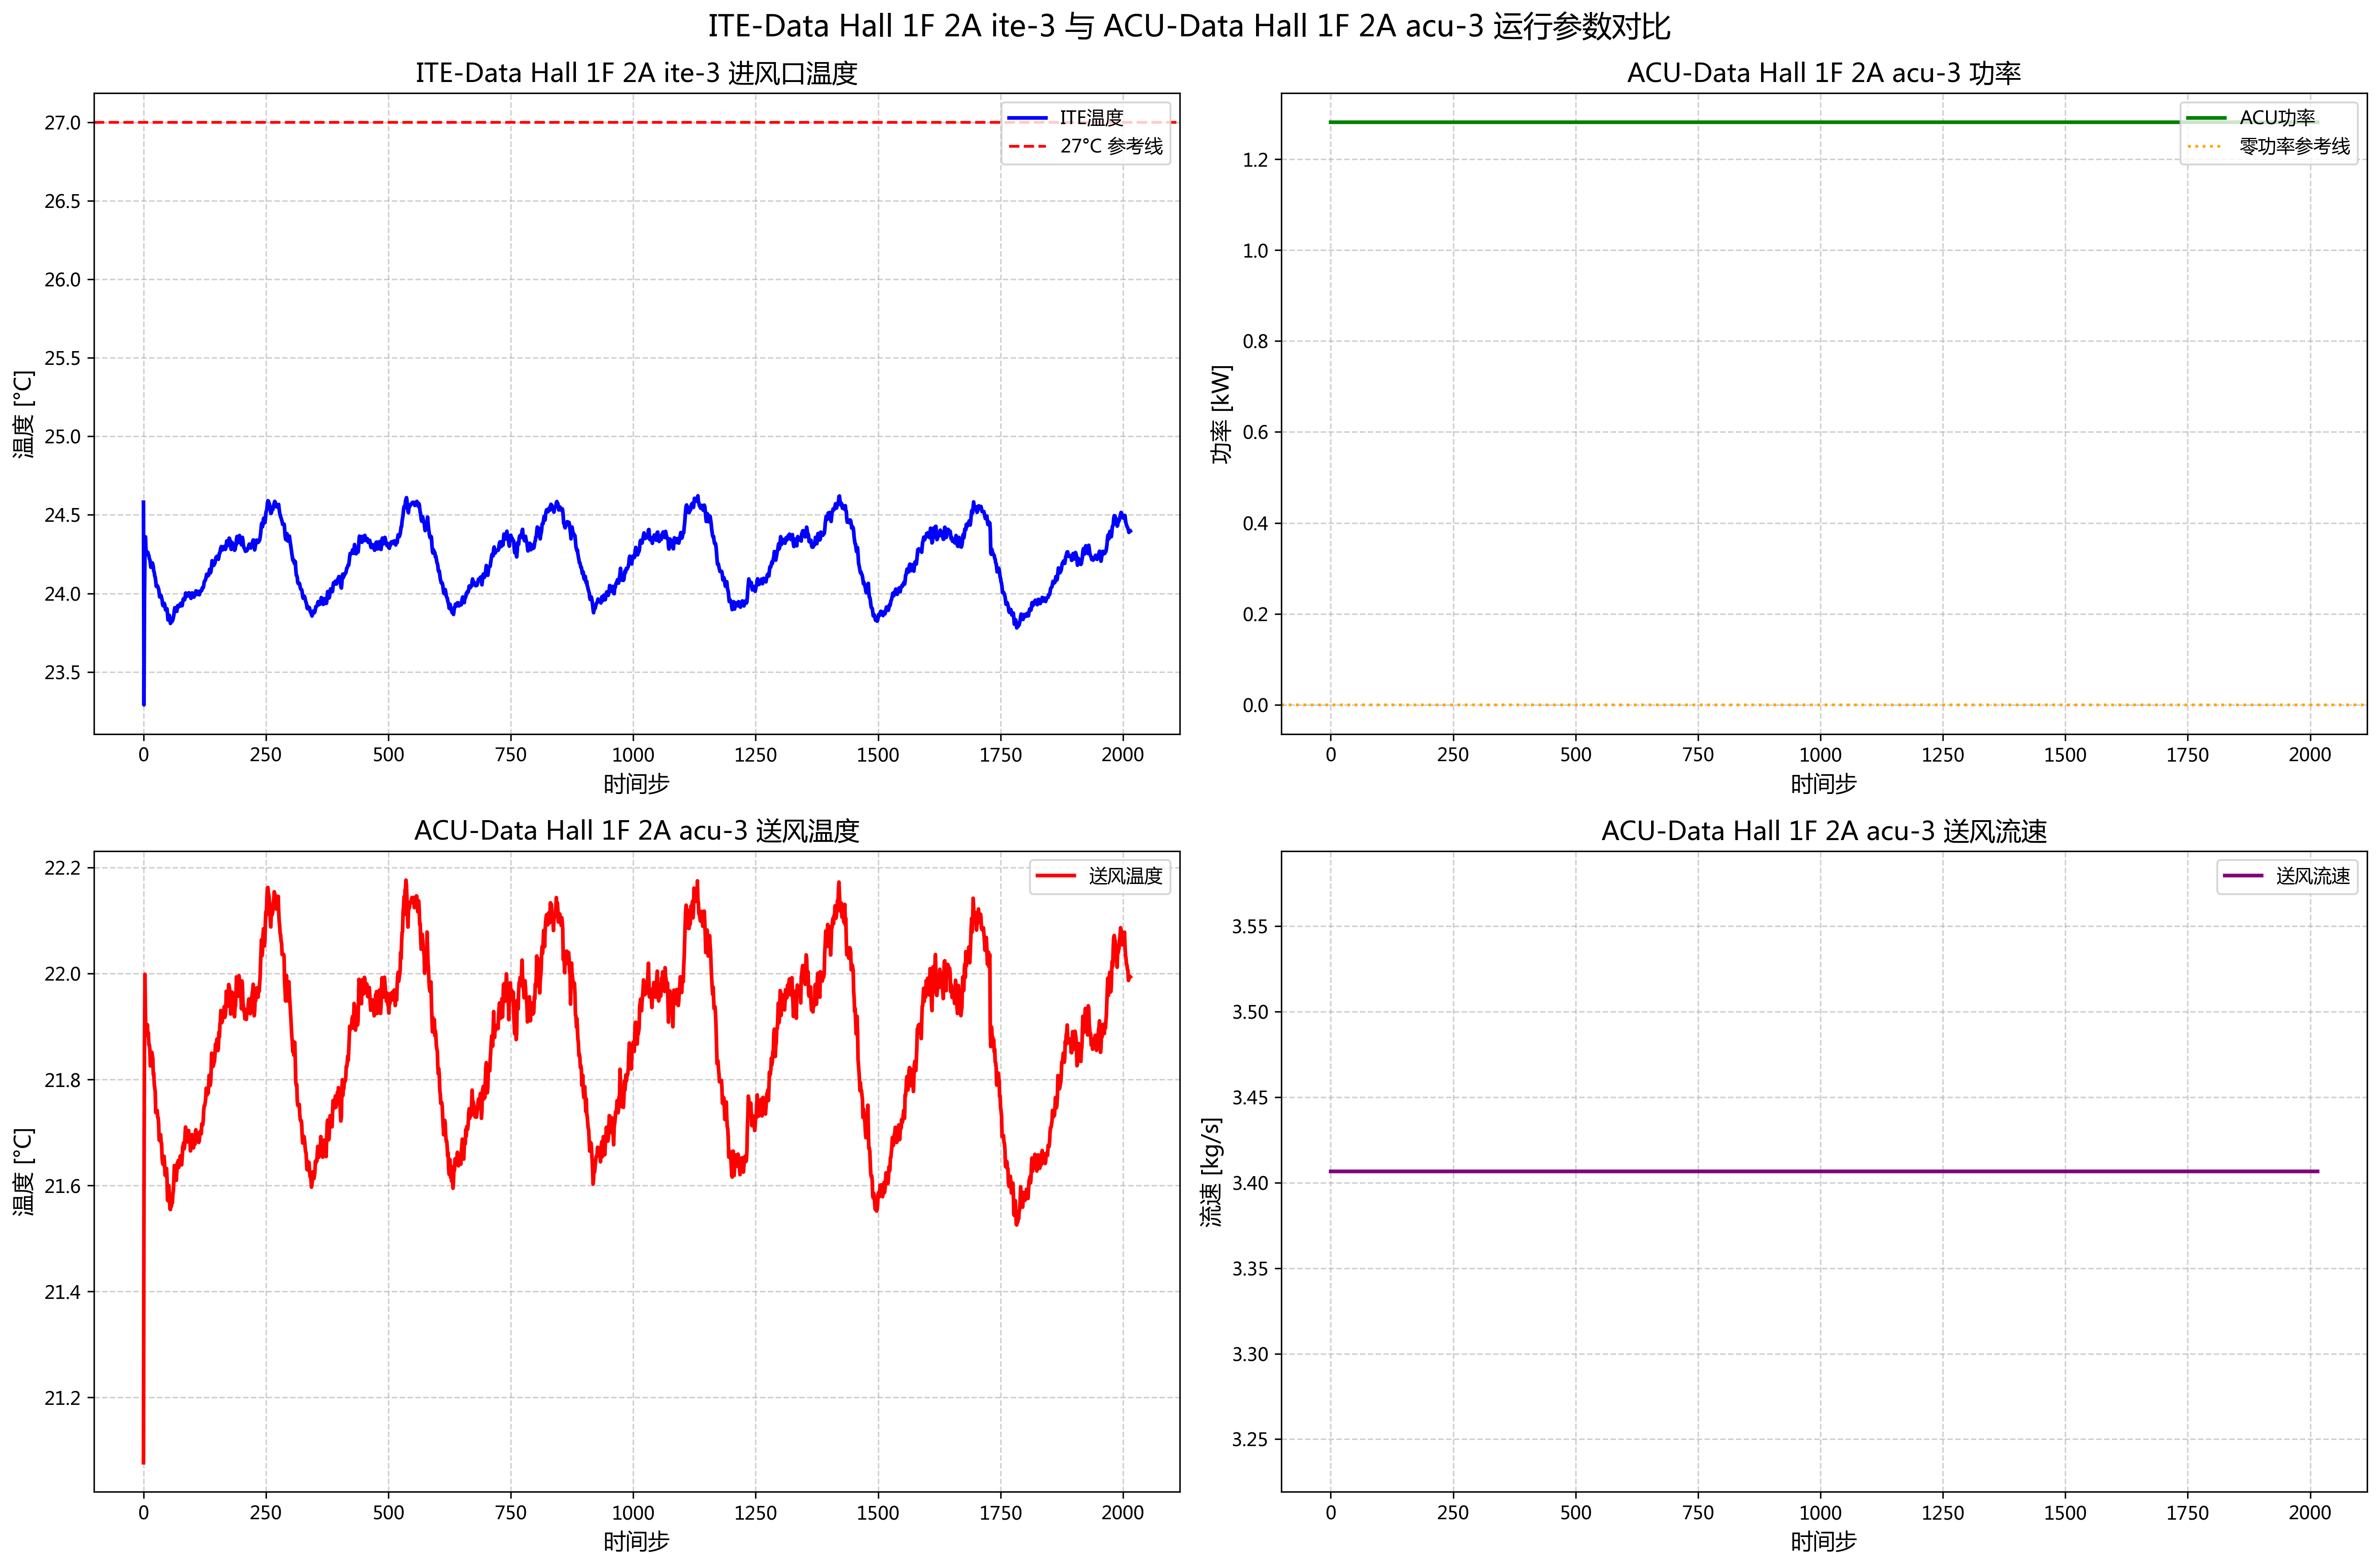 ITE-Data Hall 1F 2A ite-3 与 ACU-Data Hall 1F 2A acu-3 运行参数对比
ITE-Data Hall 1F 2A ite-3 进风口温度
27.0
26.5
26.0
25.5
25.0
24.5
24.0
23.5
温度 [°C]
ITE温度
27°C 参考线
0 250 500 750 1000 1250 1500 1750 2000
时间步
ACU-Data Hall 1F 2A acu-3 功率
1.2
1.0
0.8
0.6
0.4
0.2
0.0
功率 [kW]
ACU功率
零功率参考线
0 250 500 750 1000 1250 1500 1750 2000
时间步
ACU-Data Hall 1F 2A acu-3 送风温度
22.2
22.0
21.8
21.6
21.4
21.2
温度 [°C]
送风温度
0 250 500 750 1000 1250 1500 1750 2000
时间步
ACU-Data Hall 1F 2A acu-3 送风流速
3.55
3.50
3.45
3.40
3.35
3.30
3.25
流速 [kg/s]
送风流速
0 250 500 750 1000 1250 1500 1750 2000
时间步